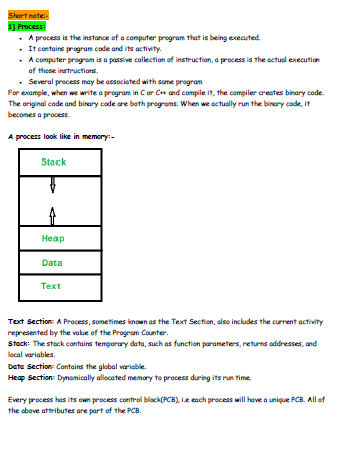 Short note:-
1] Process:
• A process is the instance of a computer program that is being executed.
• It contains program code and its activity.
• A computer program is a passive collection of instruction, a process is the actual execution
of those instructions.
• Several process may be associated with same program
For example, when we write a program in C or C++ and compile it, the compiler creates binary code.
The original code and binary code are both programs. When we actually run the binary code, it
becomes a process.
A process look like in memory:-
Stack
Heap
Data
Text
Text Section: A Process, sometimes known as the Text Section, also includes the current activity
represented by the value of the Program Counter.
Stack: The stack contains temporary data, such as function parameters, returns addresses, and
local variables.
Data Section: Contains the global variable.
Heap Section: Dynamically allocated memory to process during its run time.
Every process has its own process control block(PCB), i.e each process will have a unique PCB. All of
the above attributes are part of the PCB.